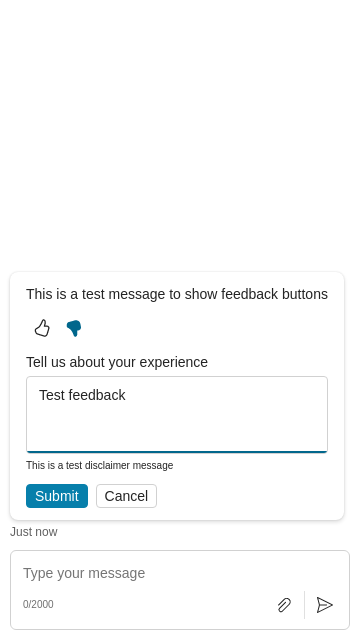 This is a test message to show feedback buttons
Tell us about your experience
Test feedback
This is a test disclaimer message
Submit Cancel
Just now
Type your message
0/2000